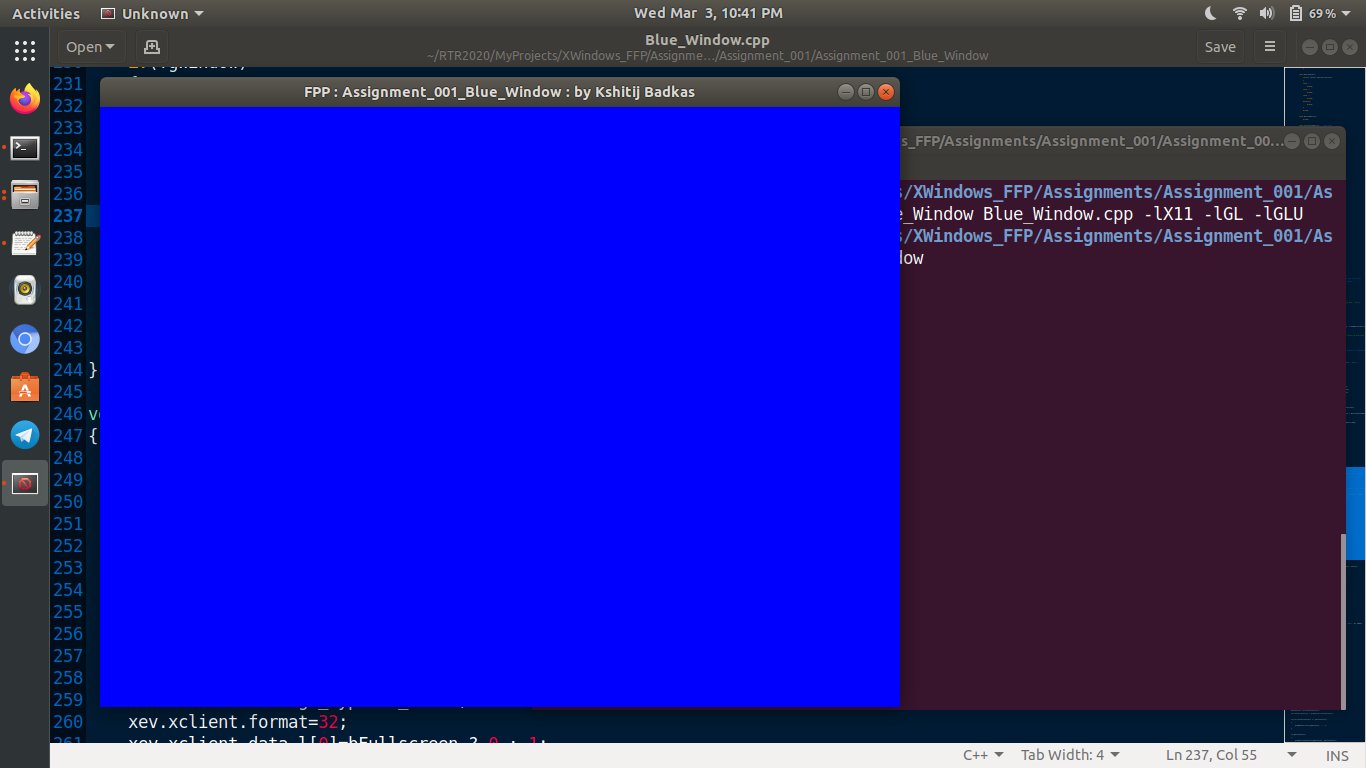 Activities Unknown Wed Mar 3, 10:41 PM 69%
Open Blue_Window.cpp Save
~/RTR2020/MyProjects/XWindows_FFP/Assignme…/Assignment_001/Assignment_001_Blue_Window
231
232
233
234
235
236
237
238
239
240
241
242
243
244 }
245
246
247 {
248
249
250
251
252
253
254
255
256
257
258
259
260 xev.xclient.format=32;
261 xev.xclient.data.l[0]=bFullscreen ? 0 : 1;
FPP : Assignment_001_Blue_Window : by Kshitij Badkas
s_FFP/Assignments/Assignment_001/Assignment_00...
/XWindows_FFP/Assignments/Assignment_001/As
e_Window Blue_Window.cpp -lX11 -lGL -lGLU
/XWindows_FFP/Assignments/Assignment_001/As
dow
C++ Tab Width: 4 Ln 237, Col 55 INS